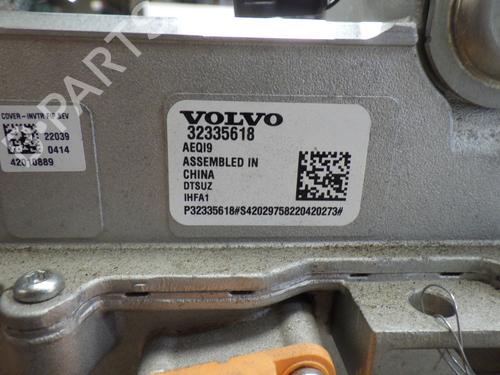 COVER-INVTR
22039
0414
42010889
VOLVO
32335618
AEQI9
ASSEMBLED IN
CHINA
DTSUZ
IHFA1
P32335618#S42029758220420273#
PARTS